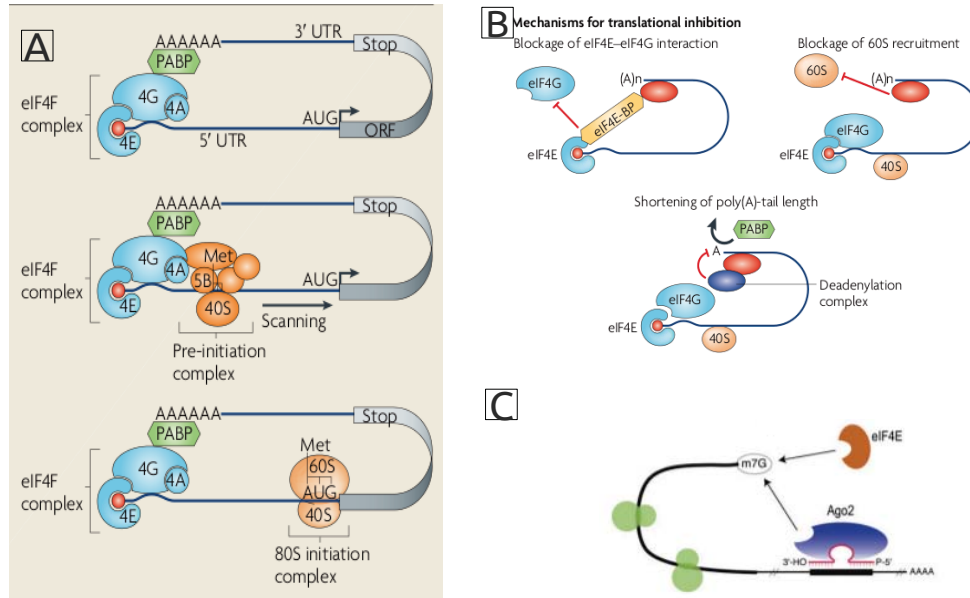 A
AAAAAA
3′ UTR
Stop
PABP
eIF4F
complex
4G
4A
4E
AUG
ORF
5′ UTR
AAAAAA
Stop
PABP
eIF4F
complex
4G
4A
Met
5B
4E
40S
AUG
Scanning
Pre-initiation
complex
AAAAAA
Stop
PABP
eIF4F
complex
4G
4A
4E
Met
60S
AUG
40S
80S initiation
complex
B
Mechanisms for translational inhibition
Blockage of eIF4E–eIF4G interaction
eIF4G
(A)n
eIF4E-BP
eIF4E
Blockage of 60S recruitment
60S
(A)n
eIF4G
eIF4E
40S
Shortening of poly(A)-tail length
PABP
A
Deadenylation
complex
eIF4G
eIF4E
40S
C
eIF4E
m7G
Ago2
3'-HO
P-5'
AAAA